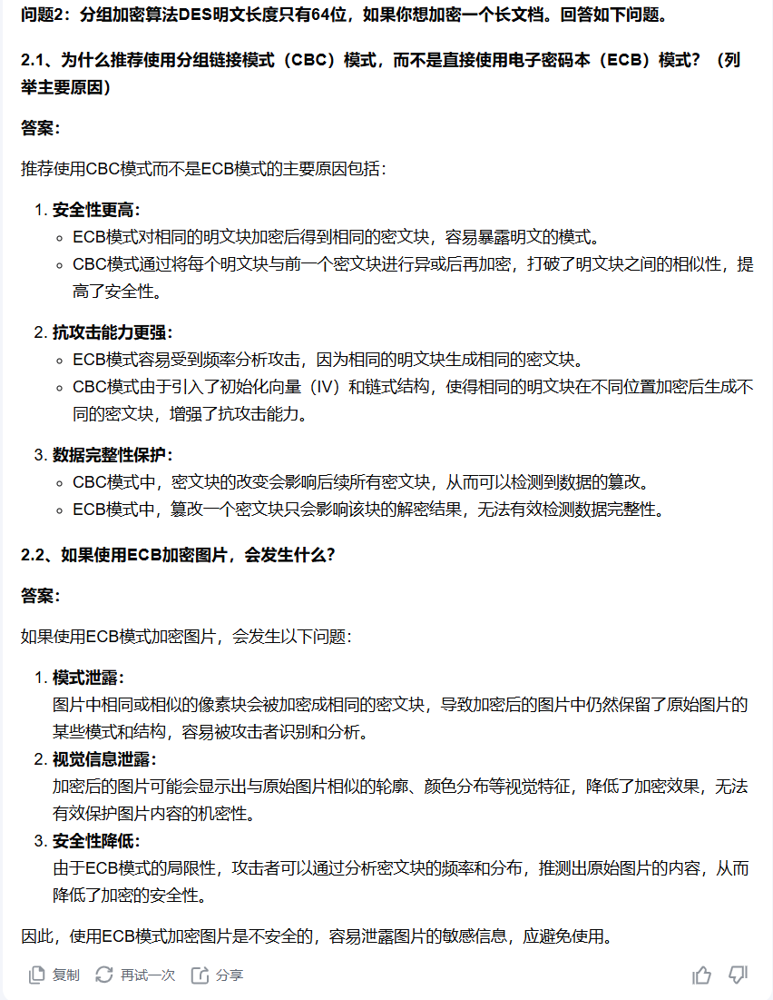 问题2：分组加密算法DES明文长度只有64位，如果你想加密一个长文档。回答如下问题。
2.1、为什么推荐使用分组链接模式（CBC）模式，而不是直接使用电子密码本（ECB）模式？（列
举主要原因）
答案：
推荐使用CBC模式而不是ECB模式的主要原因包括：
1. 安全性更高：
ECB模式对相同的明文块加密后得到相同的密文块，容易暴露明文的模式。
CBC模式通过将每个明文块与前一个密文块进行异或后再加密，打破了明文块之间的相似性，提
高了安全性。
2. 抗攻击能力更强：
ECB模式容易受到频率分析攻击，因为相同的明文块生成相同的密文块。
CBC模式由于引入了初始化向量（IV）和链式结构，使得相同的明文块在不同位置加密后生成不
同的密文块，增强了抗攻击能力。
3. 数据完整性保护：
CBC模式中，密文块的改变会影响后续所有密文块，从而可以检测到数据的篡改。
ECB模式中，篡改一个密文块只会影响该块的解密结果，无法有效检测数据完整性。
2.2、如果使用ECB加密图片，会发生什么？
答案：
如果使用ECB模式加密图片，会发生以下问题：
1. 模式泄露：
图片中相同或相似的像素块会被加密成相同的密文块，导致加密后的图片中仍然保留了原始图片的
某些模式和结构，容易被攻击者识别和分析。
2. 视觉信息泄露：
加密后的图片可能会显示出与原始图片相似的轮廓、颜色分布等视觉特征，降低了加密效果，无法
有效保护图片内容的机密性。
3. 安全性降低：
由于ECB模式的局限性，攻击者可以通过分析密文块的频率和分布，推测出原始图片的内容，从而
降低了加密的安全性。
因此，使用ECB模式加密图片是不安全的，容易泄露图片的敏感信息，应避免使用。
复制 再试一次 分享